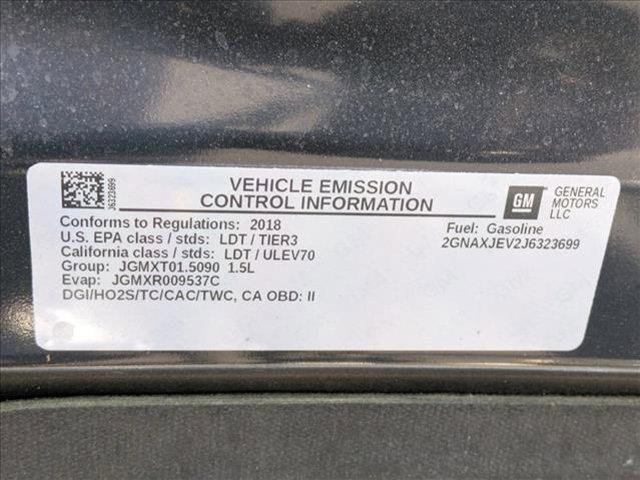 J6323699
VEHICLE EMISSION
CONTROL INFORMATION
GM
GENERAL
MOTORS
LLC
Conforms to Regulations: 2018
U.S. EPA class / stds: LDT / TIER3
California class / stds: LDT / ULEV70
Group: JGMXT01.5090 1.5L
Evap: JGMXR009537C
DGI/HO2S/TC/CAC/TWC, CA OBD: II
Fuel: Gasoline
2GNAXJEV2J6323699